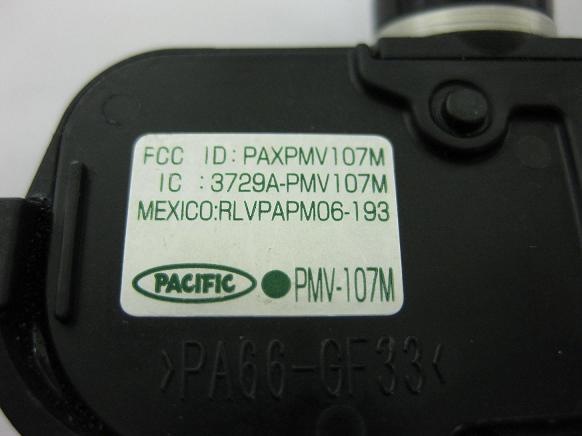 FCC ID: PAXPMV107M
IC : 3729A-PMV107M
MEXICO:RLVPAPM06-193
PACIFIC ●PMV-107M
>PA66-GF33<